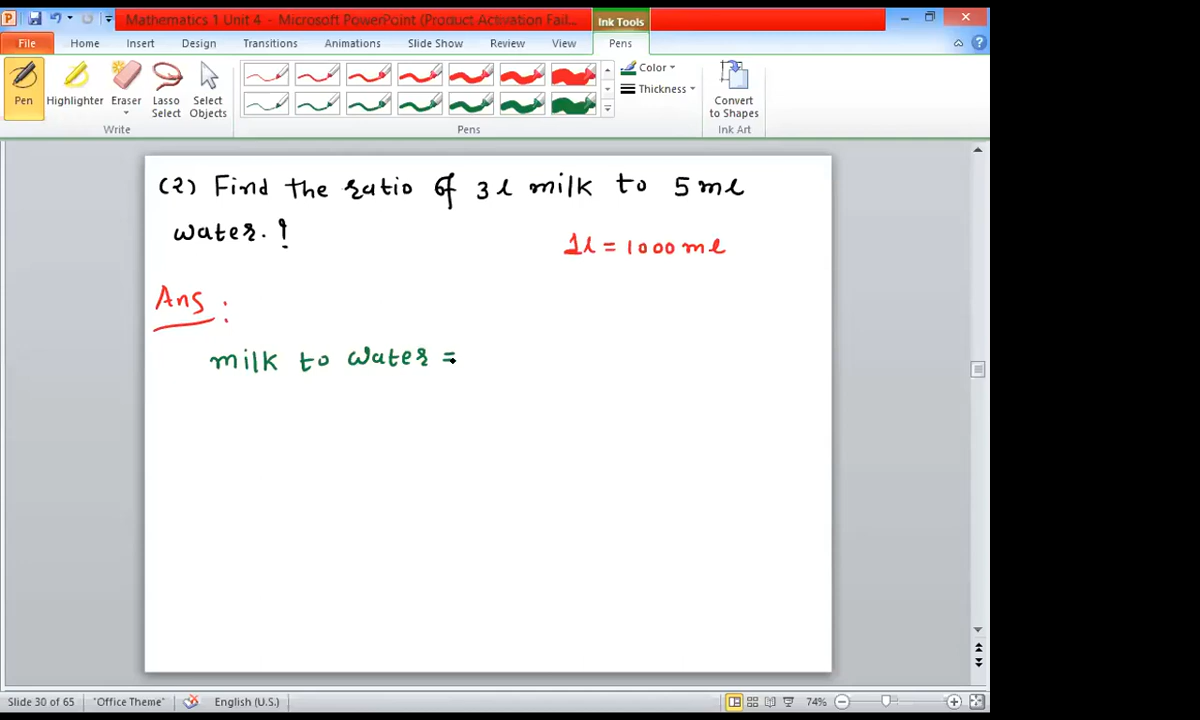 Mathematics 1 Unit 4 - Microsoft PowerPoint (Product Activation Fail...
Ink Tools
File Home Insert Design Transitions Animations Slide Show Review View Pens
Pen Highlighter Eraser Lasso Select Select Objects
Color
Thickness
Convert to Shapes
Write Pens Ink Art
(2) Find the ratio of 3 l milk to 5 ml
water. !
1l = 1000 ml
Ans :
milk to water =
Slide 30 of 65 "Office Theme" English (U.S.) 74%